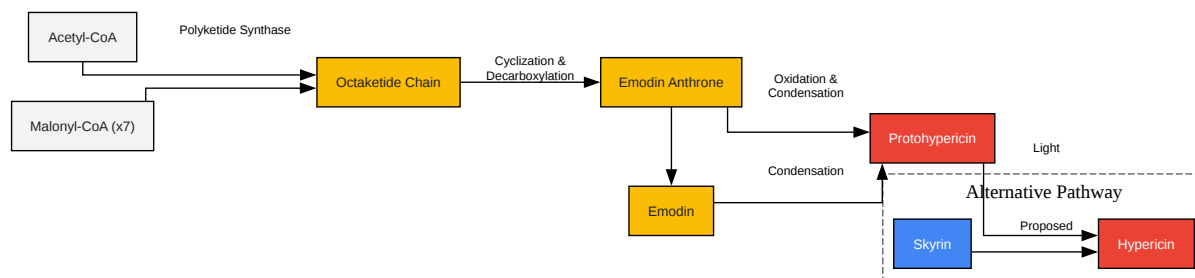 Acetyl-CoA
Polyketide Synthase
Malonyl-CoA (x7)
Octaketide Chain
Cyclization &
Decarboxylation
Emodin Anthrone
Oxidation &
Condensation
Emodin
Condensation
Protohypericin
Light
Alternative Pathway
Skyrin
Proposed
Hypericin